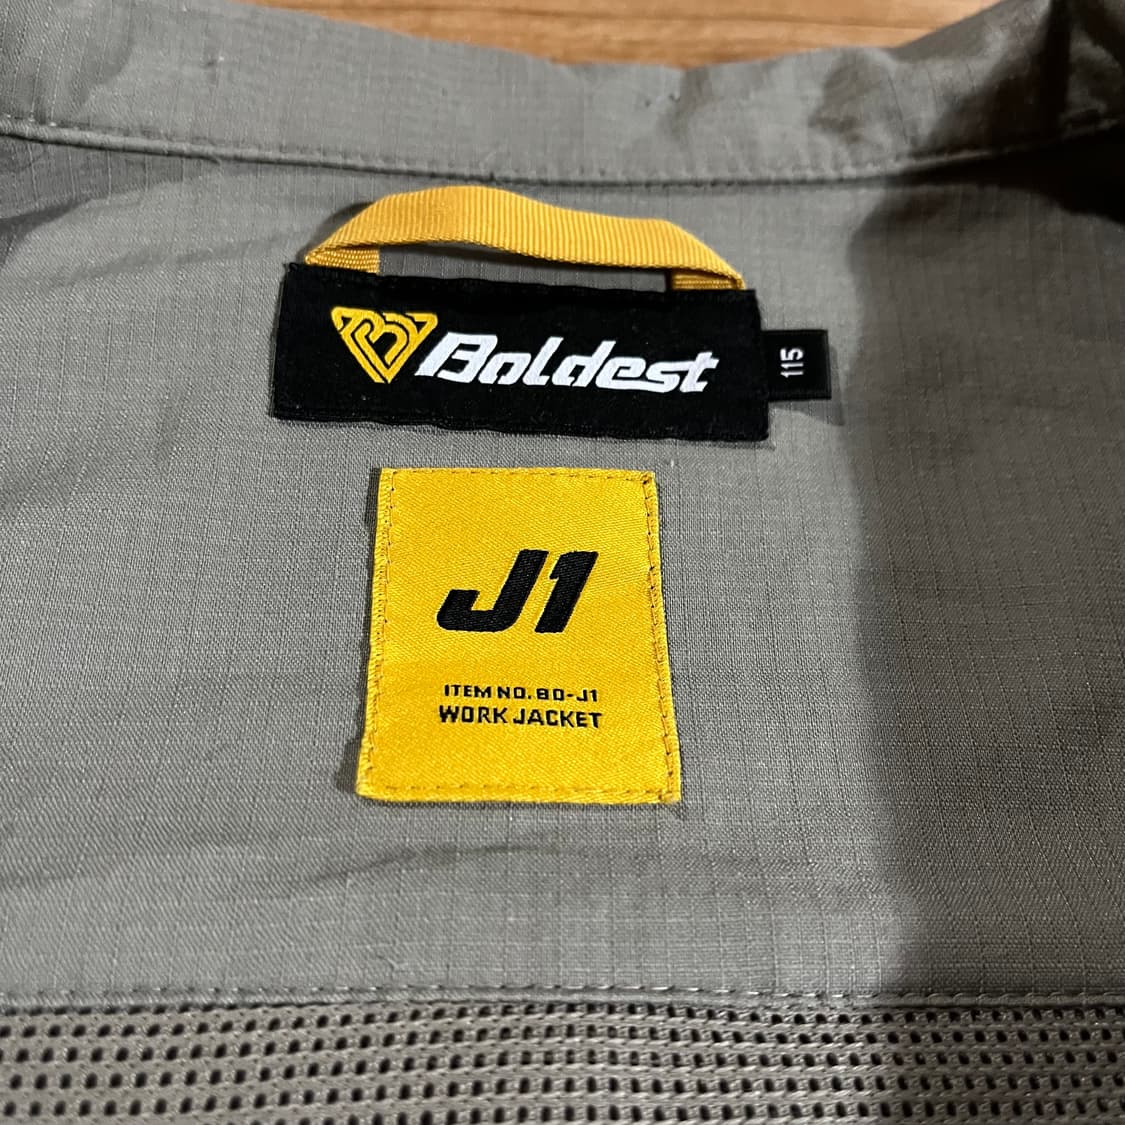 Boldest
115
J1
ITEM NO. BD-J1
WORK JACKET